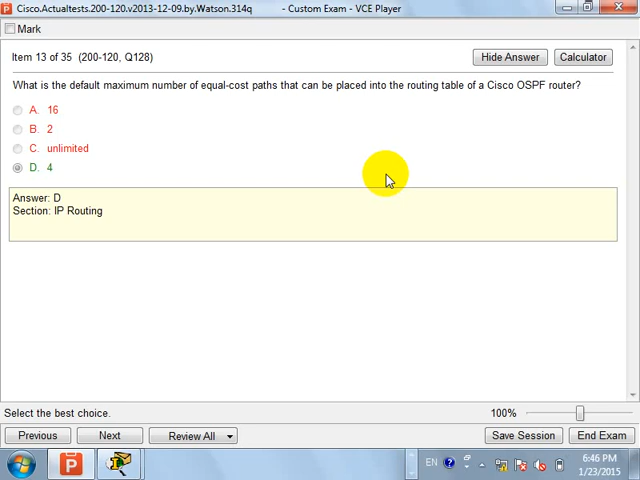 Cisco.Actualtests.200-120.v2013-12-09.by.Watson.314q - Custom Exam - VCE Player
Mark
Item 13 of 35 (200-120, Q128)
Hide Answer
Calculator
What is the default maximum number of equal-cost paths that can be placed into the routing table of a Cisco OSPF router?
A. 16
B. 2
C. unlimited
D. 4
Answer: D
Section: IP Routing
Select the best choice.
100%
Previous
Next
Review All
Save Session
End Exam
EN
6:46 PM
1/23/2015